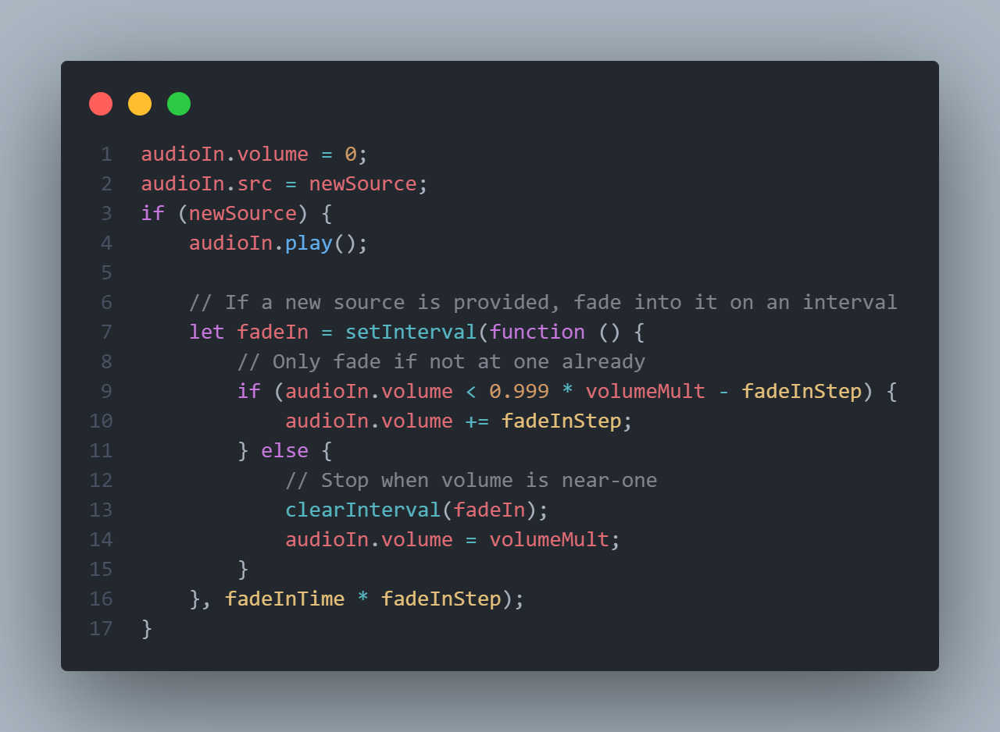 1 audioIn.volume = 0;
2 audioIn.src = newSource;
3 if (newSource) {
4     audioIn.play();
5
6     // If a new source is provided, fade into it on an interval
7     let fadeIn = setInterval(function () {
8         // Only fade if not at one already
9         if (audioIn.volume < 0.999 * volumeMult - fadeInStep) {
10             audioIn.volume += fadeInStep;
11         } else {
12             // Stop when volume is near-one
13             clearInterval(fadeIn);
14             audioIn.volume = volumeMult;
15         }
16     }, fadeInTime * fadeInStep);
17 }